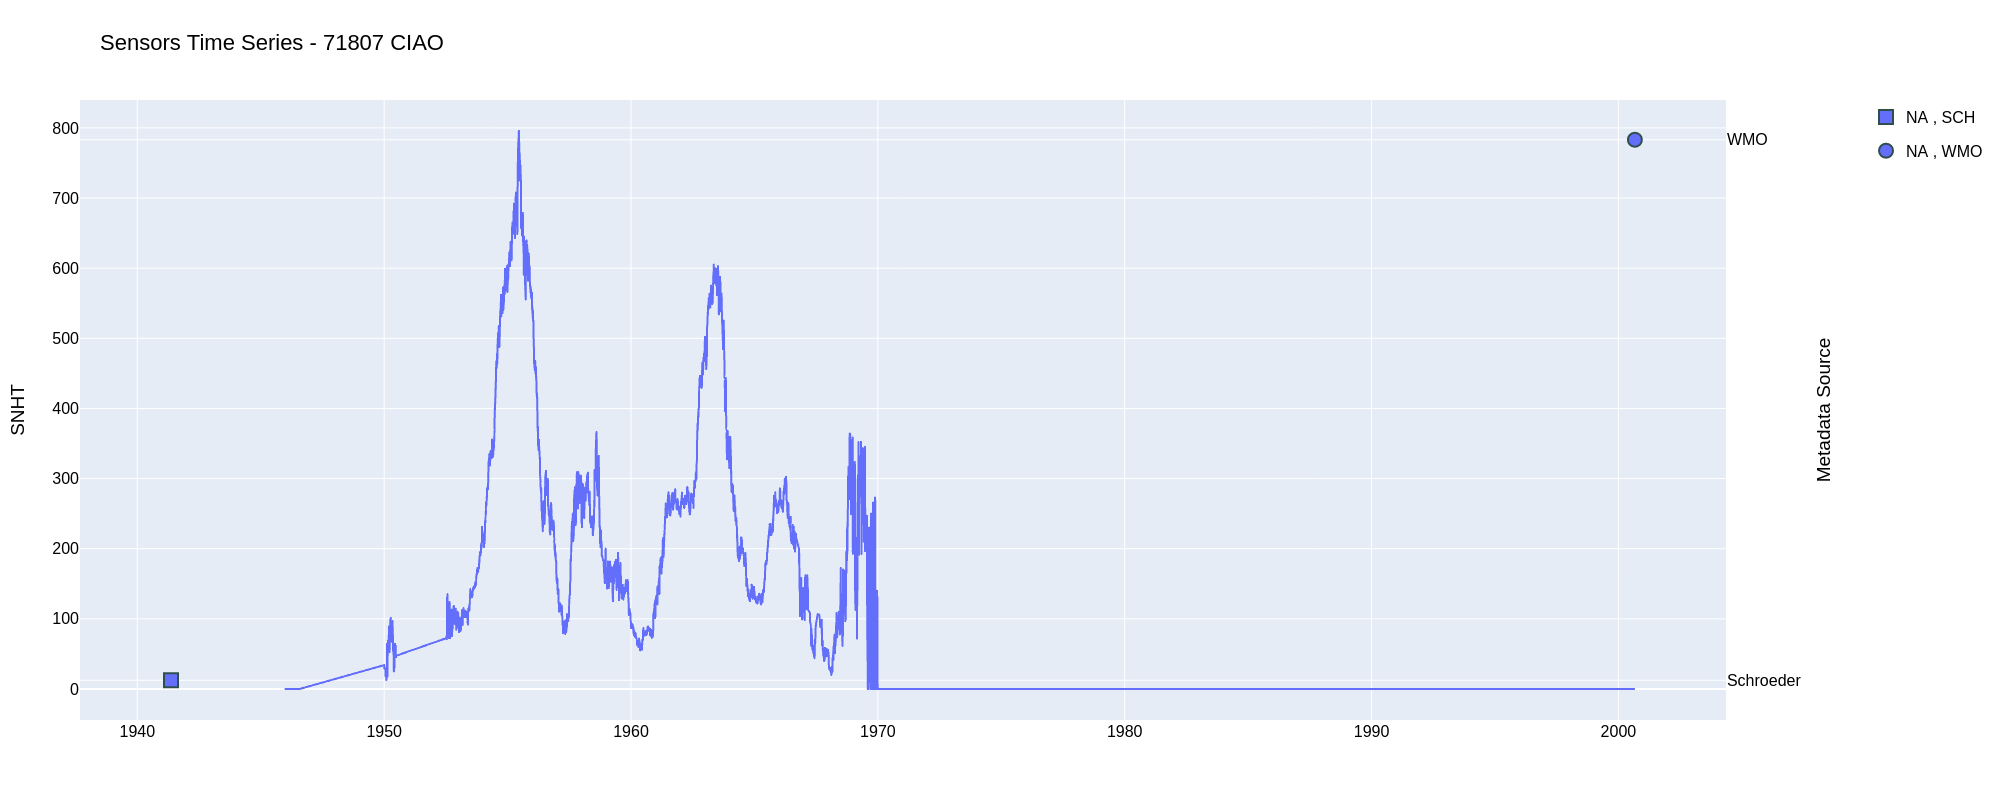 Sensors Time Series - 71807 CIAO
NA , SCH
NA , WMO
SNHT
800
700
600
500
400
300
200
100
0
WMO
Schroeder
Metadata Source
1940
1950
1960
1970
1980
1990
2000